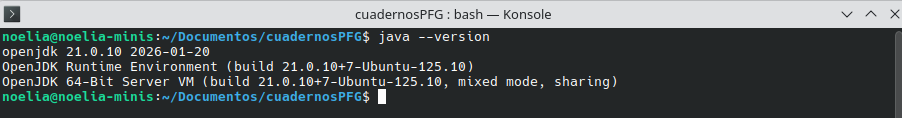 cuadernosPFG : bash — Konsole
noelia@noelia-minis:~/Documentos/cuadernosPFG$ java --version
openjdk 21.0.10 2026-01-20
OpenJDK Runtime Environment (build 21.0.10+7-Ubuntu-125.10)
OpenJDK 64-Bit Server VM (build 21.0.10+7-Ubuntu-125.10, mixed mode, sharing)
noelia@noelia-minis:~/Documentos/cuadernosPFG$